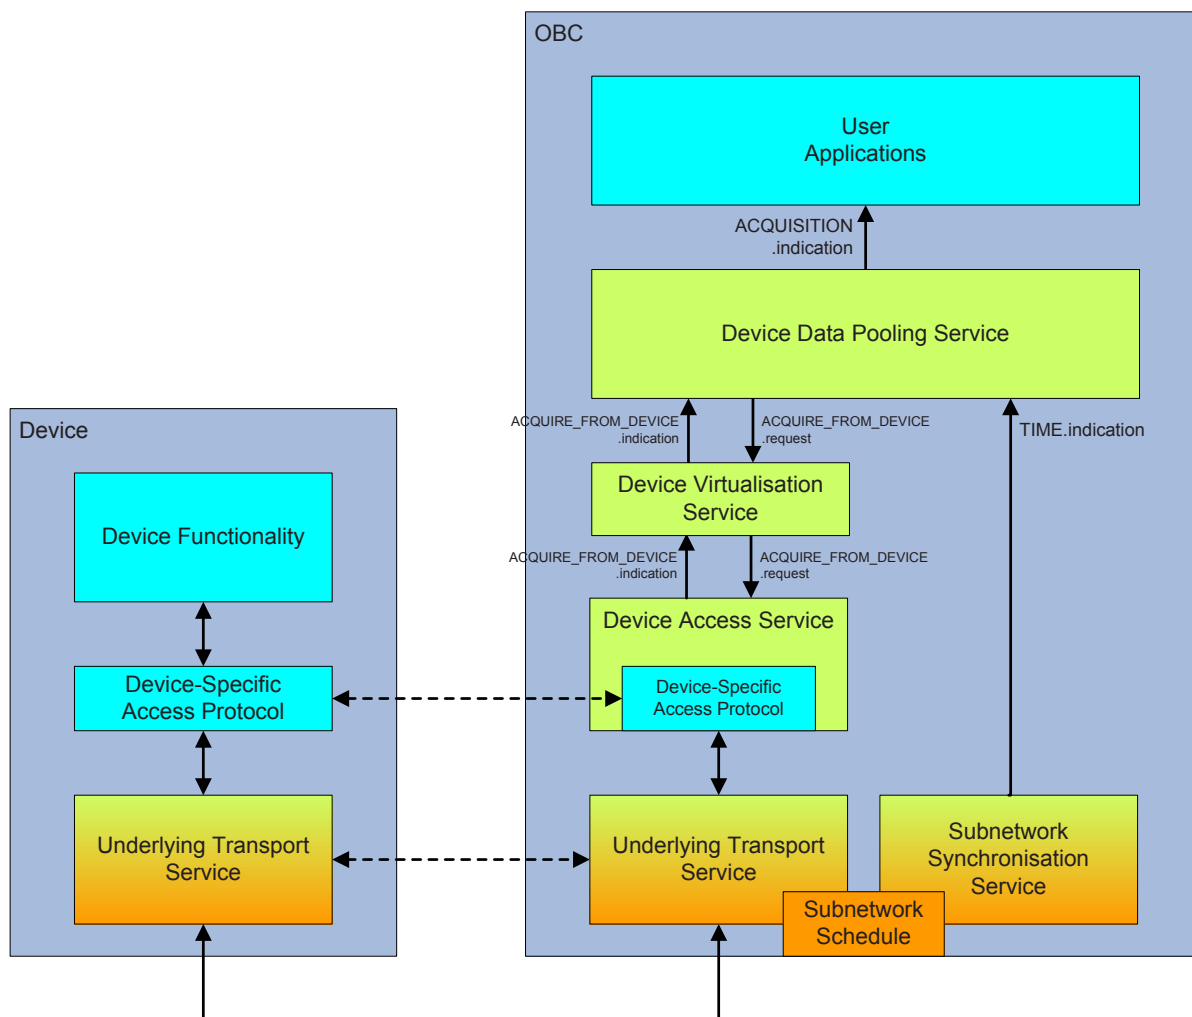 OBC
User
Applications
ACQUISITION
.indication
Device Data Pooling Service
ACQUIRE_FROM_DEVICE
.indication
ACQUIRE_FROM_DEVICE
.request
TIME.indication
Device Virtualisation
Service
ACQUIRE_FROM_DEVICE
.indication
ACQUIRE_FROM_DEVICE
.request
Device Access Service
Device-Specific
Access Protocol
Underlying Transport
Service
Subnetwork
Synchronisation
Service
Subnetwork
Schedule
Device
Device Functionality
Device-Specific
Access Protocol
Underlying Transport
Service